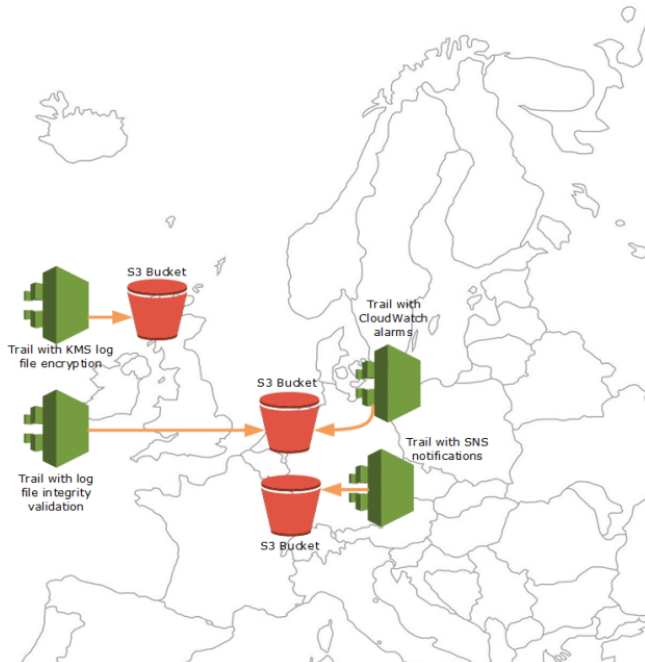 S3 Bucket
Trail with
CloudWatch
alarms
Trail with KMS log
file encryption
S3 Bucket
Trail with SNS
notifications
Trail with log
file integrity
validation
S3 Bucket